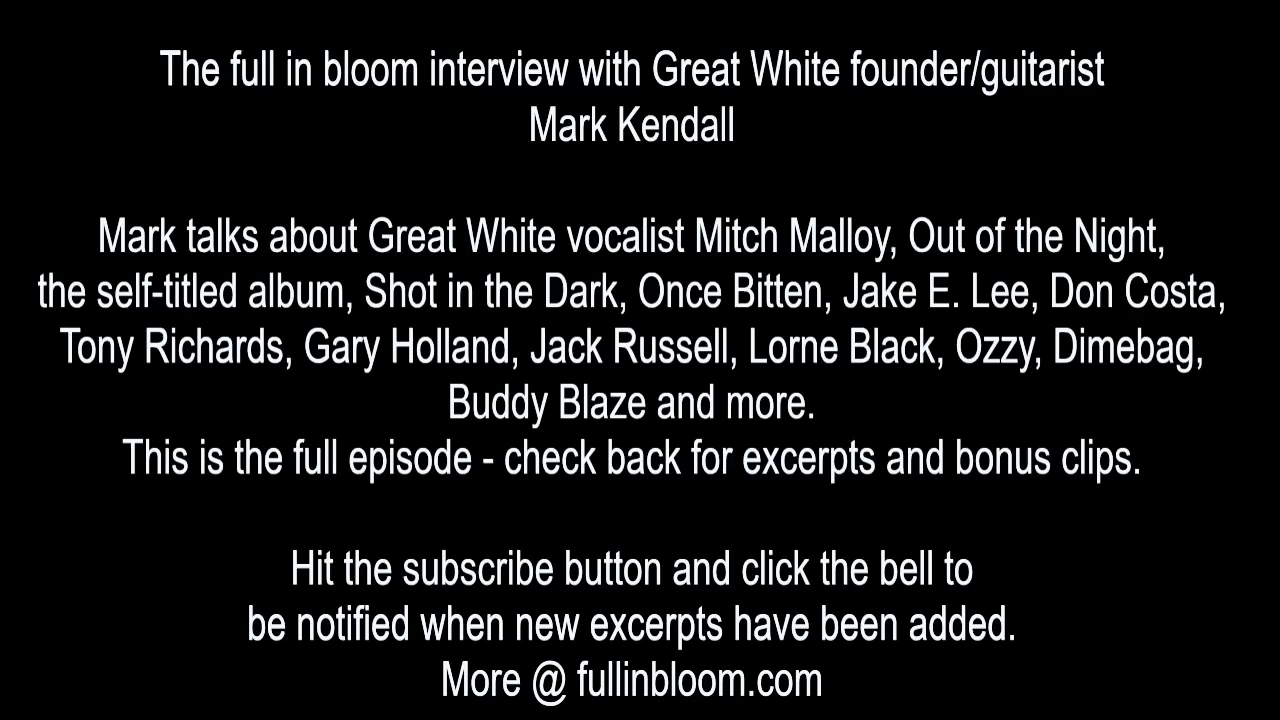 The full in bloom interview with Great White founder/guitarist
Mark Kendall
Mark talks about Great White vocalist Mitch Malloy, Out of the Night,
the self-titled album, Shot in the Dark, Once Bitten, Jake E. Lee, Don Costa,
Tony Richards, Gary Holland, Jack Russell, Lorne Black, Ozzy, Dimebag,
Buddy Blaze and more.
This is the full episode - check back for excerpts and bonus clips.
Hit the subscribe button and click the bell to
be notified when new excerpts have been added.
More @ fullinbloom.com